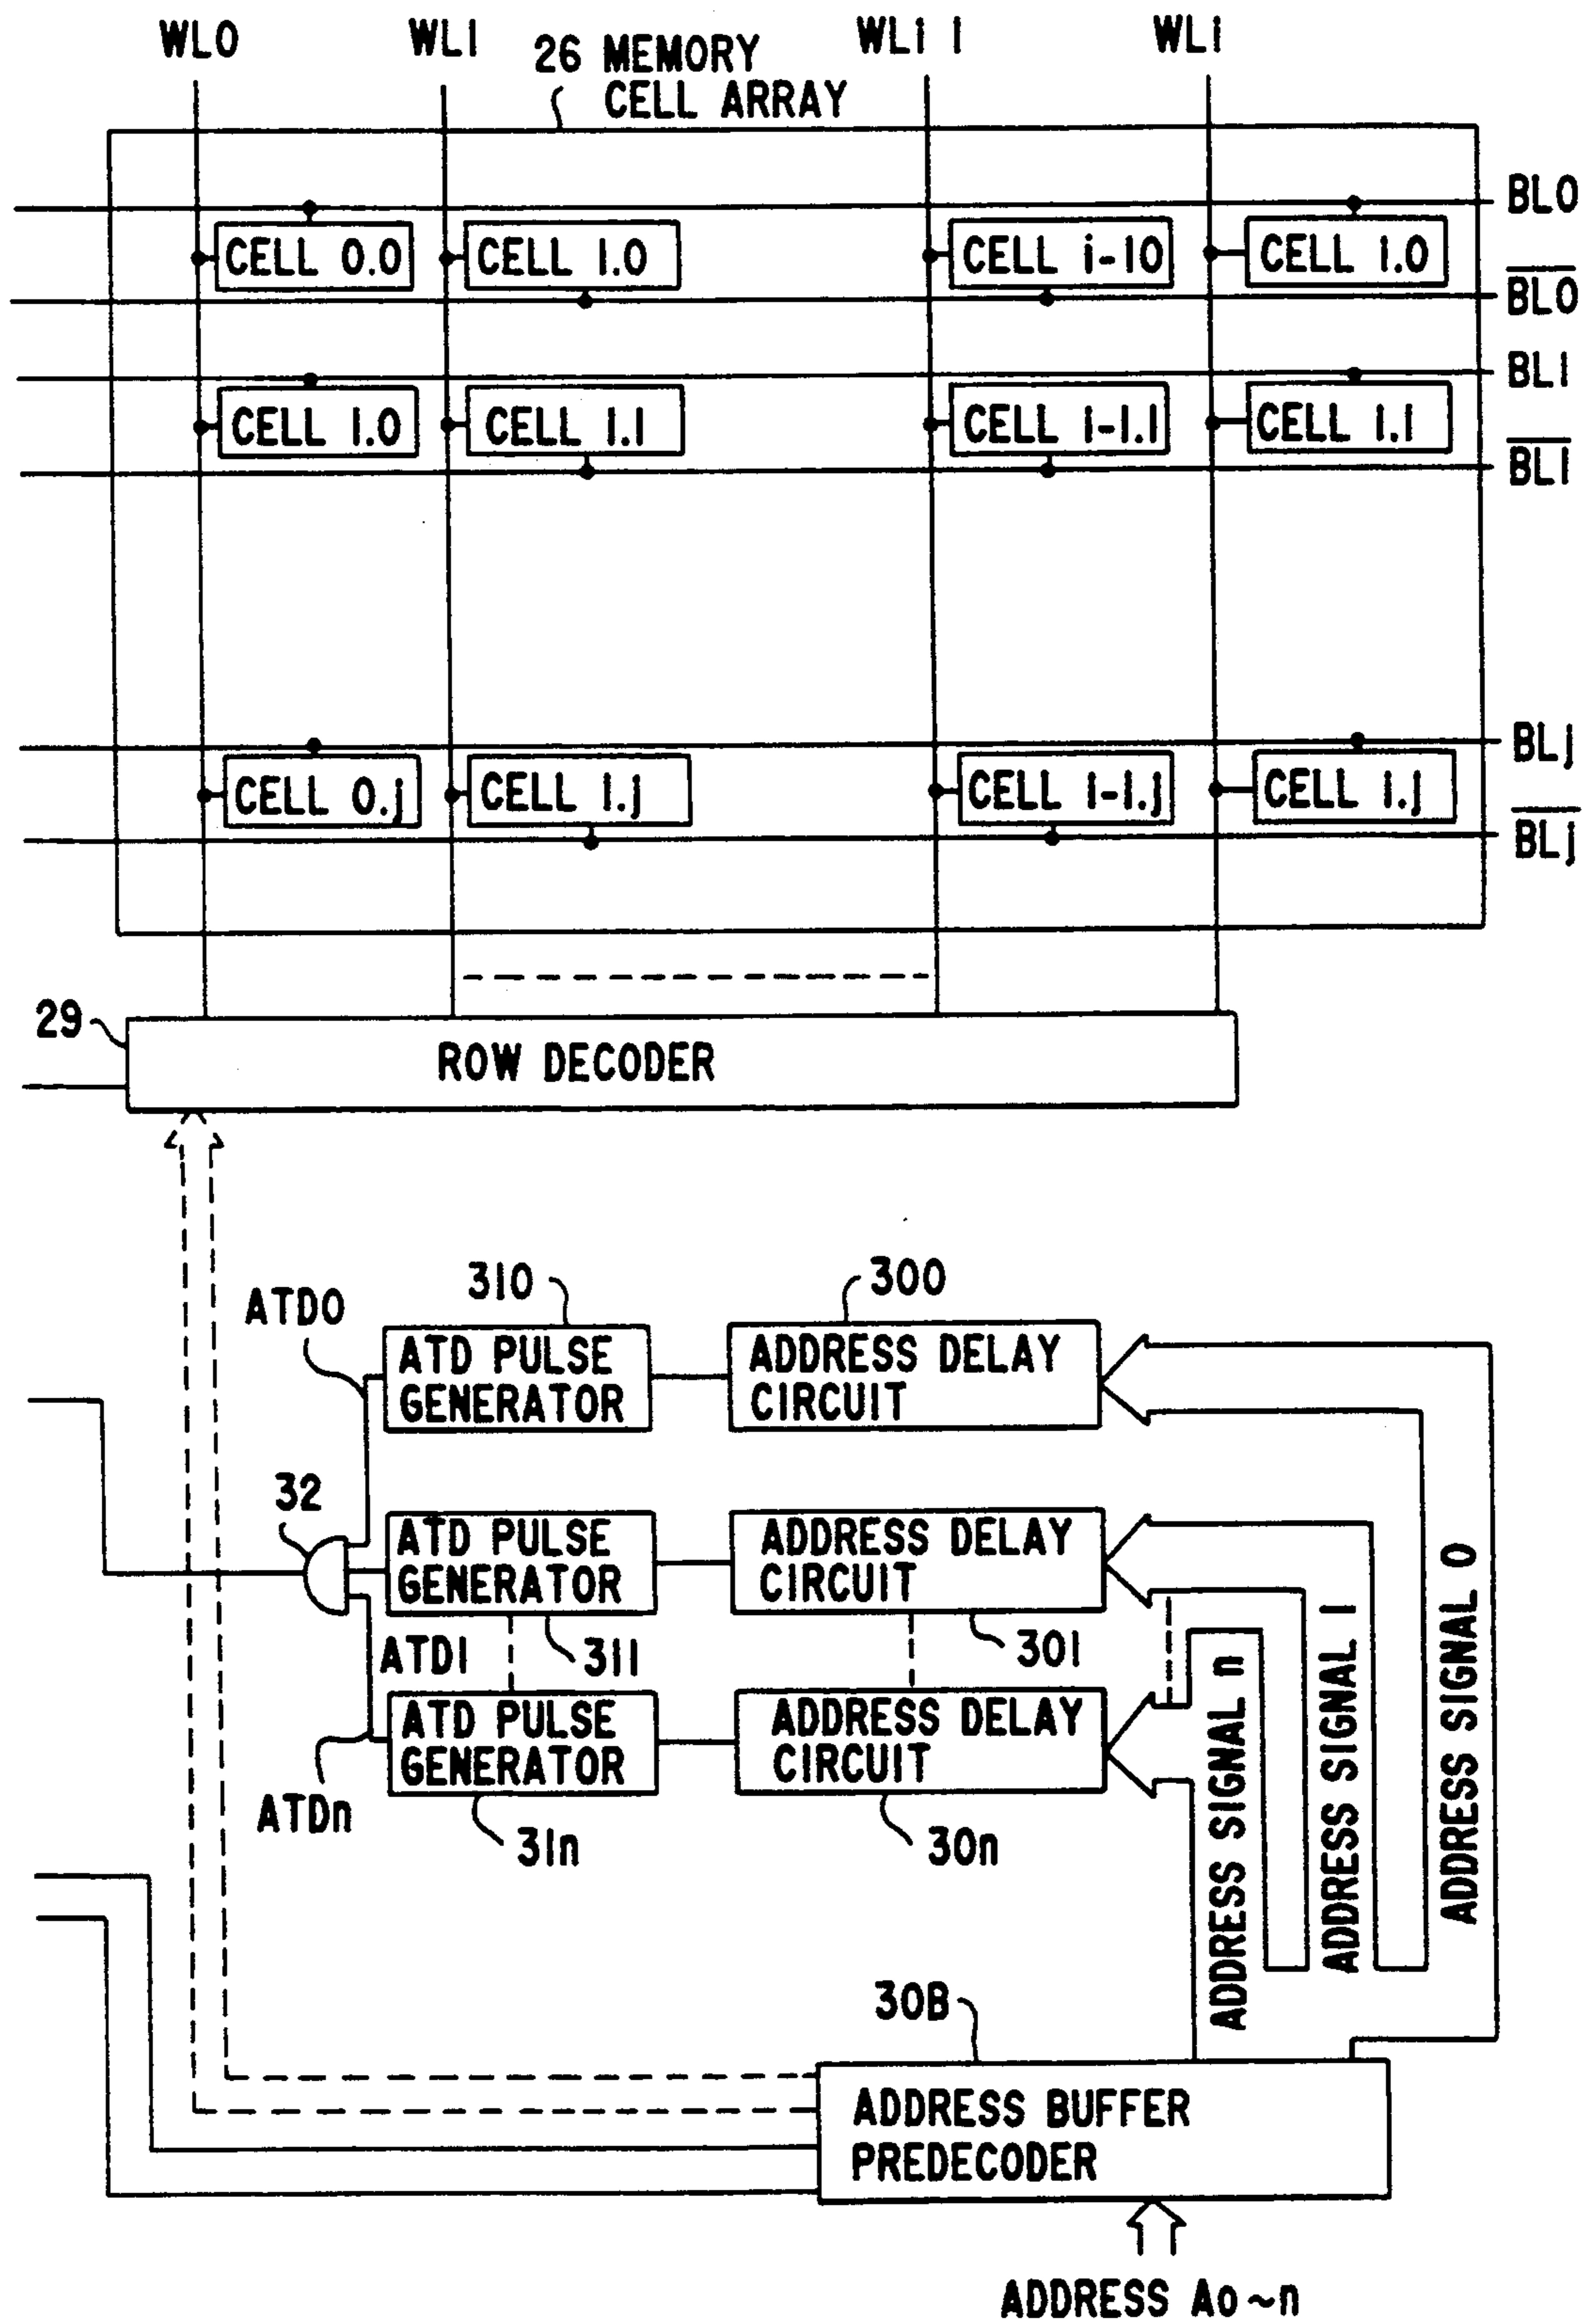 WL0 WL1 WLi 1 WLi
26 MEMORY
CELL ARRAY
BL0
CELL 0.0 CELL 1.0 CELL i-10 CELL i.0
BL0
BL1
CELL 1.0 CELL 1.1 CELL i-1.1 CELL i.1
BL1
BLj
CELL 0.j CELL 1.j CELL i-1.j CELL i.j
BLj
29
ROW DECODER
ATD0
310
300
ATD PULSE
GENERATOR
ADDRESS DELAY
CIRCUIT
32
ATD PULSE
GENERATOR
ADDRESS DELAY
CIRCUIT
ATD1
311
301
ATD PULSE
GENERATOR
ADDRESS DELAY
CIRCUIT
ATDn
31n
30n
ADDRESS SIGNAL n
ADDRESS SIGNAL 1
ADDRESS SIGNAL 0
30B
ADDRESS BUFFER
PREDECODER
ADDRESS Ao~n